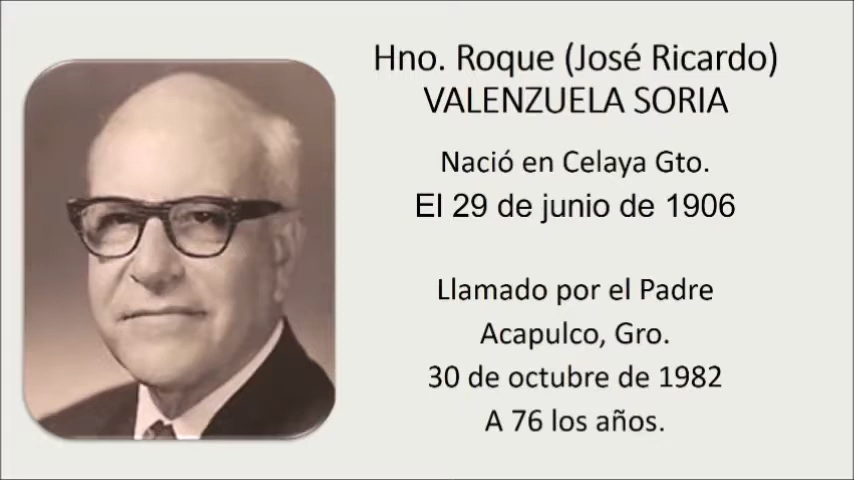 Hno. Roque (José Ricardo)
VALENZUELA SORIA
Nació en Celaya Gto.
El 29 de junio de 1906
Llamado por el Padre
Acapulco, Gro.
30 de octubre de 1982
A 76 los años.